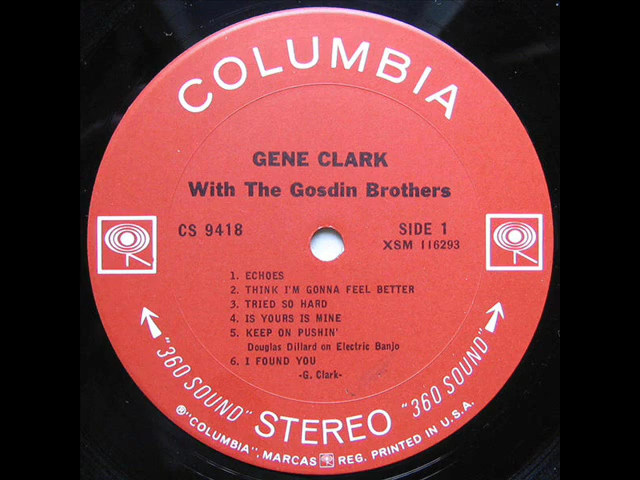 COLUMBIA
GENE CLARK
With The Gosdin Brothers
CS 9418
SIDE 1
XSM 116293
1. ECHOES
2. THINK I'M GONNA FEEL BETTER
3. TRIED SO HARD
4. IS YOURS IS MINE
5. KEEP ON PUSHIN'
Douglas Dillard on Electric Banjo
6. I FOUND YOU
-G. Clark-
"360 SOUND" STEREO "360 SOUND"
Ⓡ"COLUMBIA", MARCAS REG. PRINTED IN U.S.A.